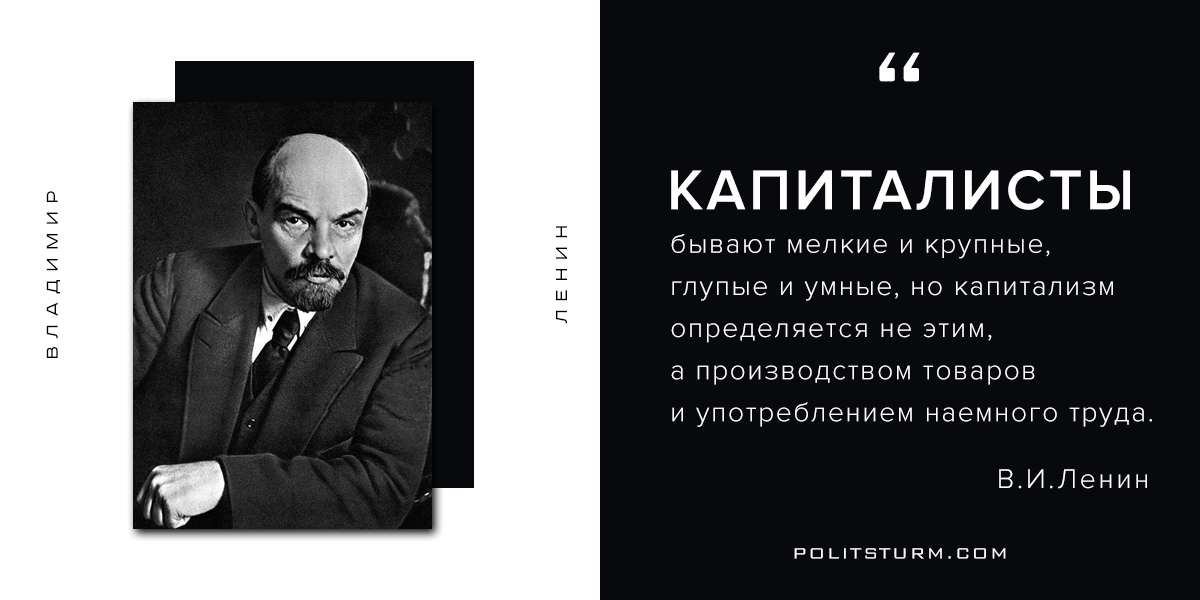 ВЛАДИМИР
ЛЕНИН
“
КАПИТАЛИСТЫ
бывают мелкие и крупные,
глупые и умные, но капитализм
определяется не этим,
а производством товаров
и употреблением наемного труда.
В.И.Ленин
POLITSTURM.COM